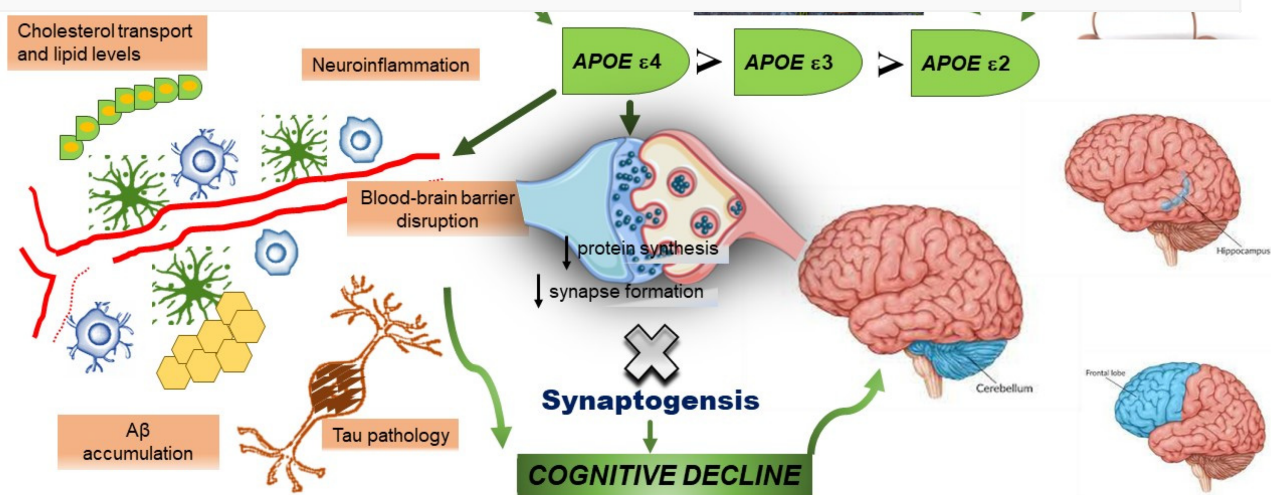 Cholesterol transport
and lipid levels
Neuroinflammation
APOE ε4
>
APOE ε3
>
APOE ε2
Blood-brain barrier
disruption
↓ protein synthesis
↓ synapse formation
Hippocampus
Cerebellum
Frontal lobe
Synaptogensis
Aβ
accumulation
Tau pathology
COGNITIVE DECLINE